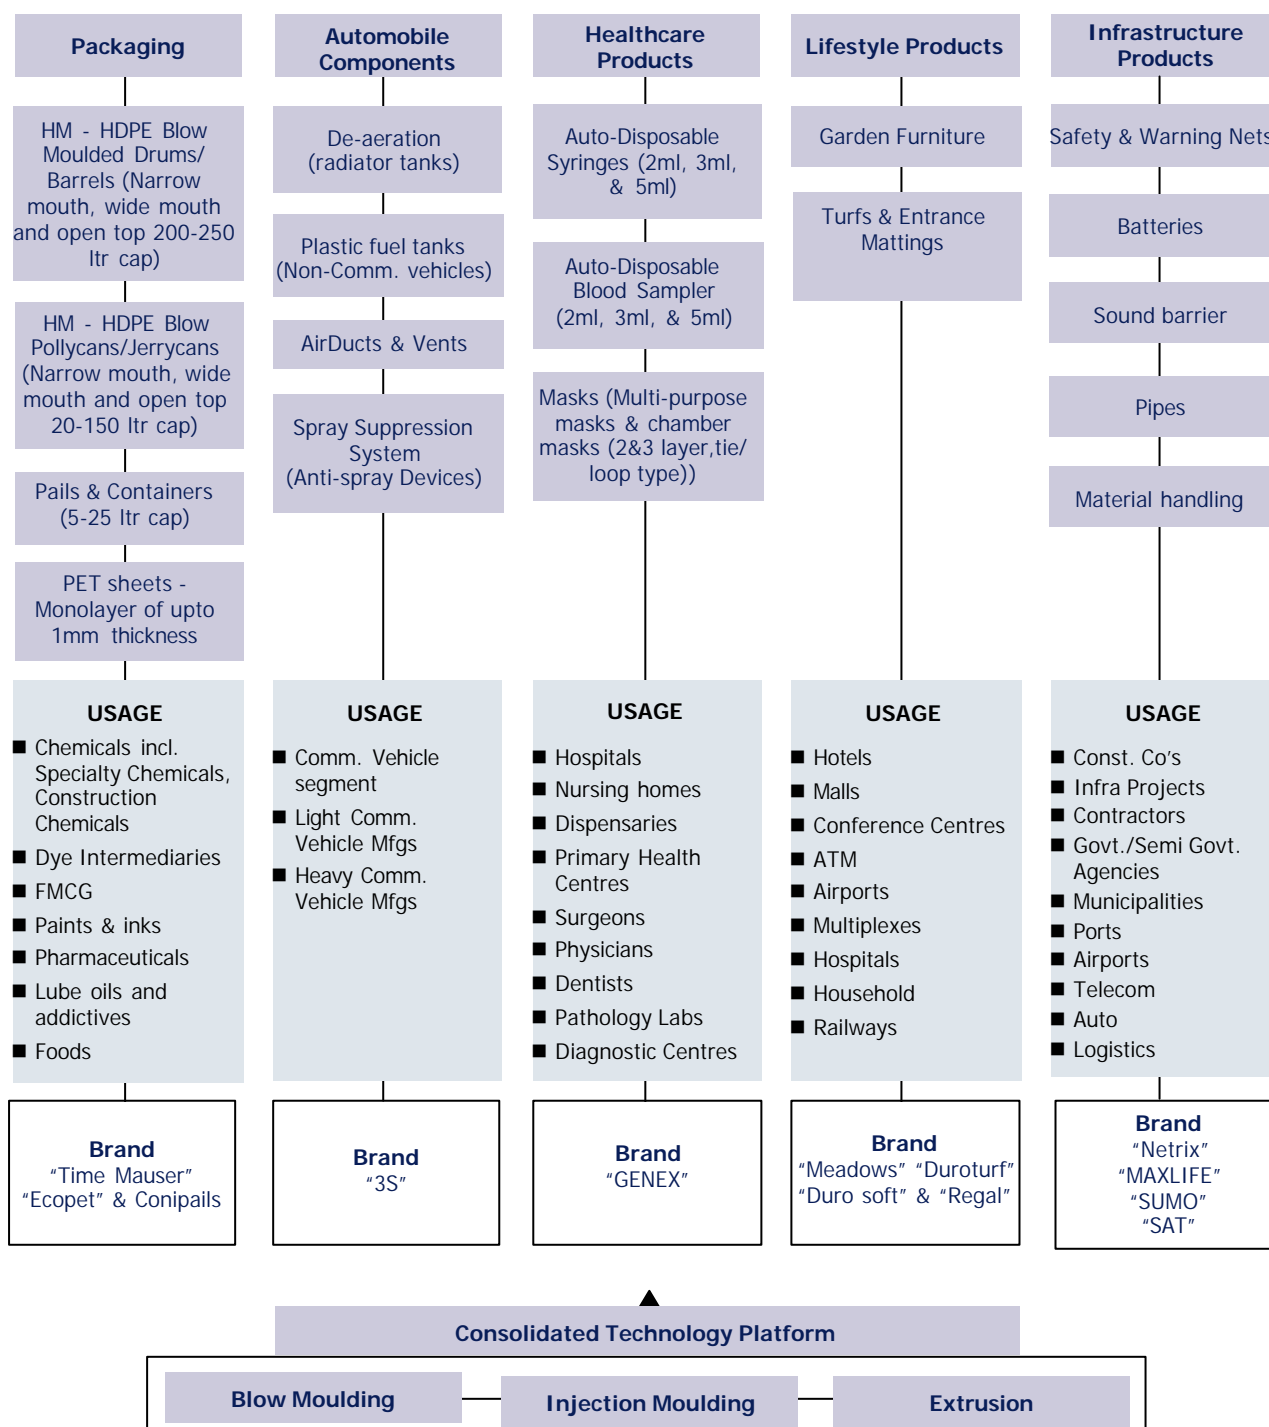 Packaging
HM - HDPE Blow
Moulded Drums/
Barrels (Narrow
mouth, wide mouth
and open top 200-250
ltr cap)
HM - HDPE Blow
Pollycans/Jerrycans
(Narrow mouth, wide
mouth and open top
20-150 ltr cap)
Pails & Containers
(5-25 ltr cap)
PET sheets -
Monolayer of upto
1mm thickness
USAGE
■ Chemicals incl.
Specialty Chemicals,
Construction
Chemicals
■ Dye Intermediaries
■ FMCG
■ Paints & inks
■ Pharmaceuticals
■ Lube oils and
addictives
■ Foods
Brand
“Time Mauser”
“Ecopet” & Conipails
Automobile
Components
De-aeration
(radiator tanks)
Plastic fuel tanks
(Non-Comm. vehicles)
AirDucts & Vents
Spray Suppression
System
(Anti-spray Devices)
USAGE
■ Comm. Vehicle
segment
■ Light Comm.
Vehicle Mfgs
■ Heavy Comm.
Vehicle Mfgs
Brand
“3S”
Healthcare
Products
Auto-Disposable
Syringes (2ml, 3ml,
& 5ml)
Auto-Disposable
Blood Sampler
(2ml, 3ml, & 5ml)
Masks (Multi-purpose
masks & chamber
masks (2&3 layer,tie/
loop type))
USAGE
■ Hospitals
■ Nursing homes
■ Dispensaries
■ Primary Health
Centres
■ Surgeons
■ Physicians
■ Dentists
■ Pathology Labs
■ Diagnostic Centres
Brand
“GENEX”
Lifestyle Products
Garden Furniture
Turfs & Entrance
Mattings
USAGE
■ Hotels
■ Malls
■ Conference Centres
■ ATM
■ Airports
■ Multiplexes
■ Hospitals
■ Household
■ Railways
Brand
“Meadows” “Duroturf”
“Duro soft” & “Regal”
Infrastructure
Products
Safety & Warning Nets
Batteries
Sound barrier
Pipes
Material handling
USAGE
■ Const. Co’s
■ Infra Projects
■ Contractors
■ Govt./Semi Govt.
Agencies
■ Municipalities
■ Ports
■ Airports
■ Telecom
■ Auto
■ Logistics
Brand
“Netrix”
“MAXLIFE”
“SUMO”
“SAT”
Consolidated Technology Platform
Blow Moulding
Injection Moulding
Extrusion